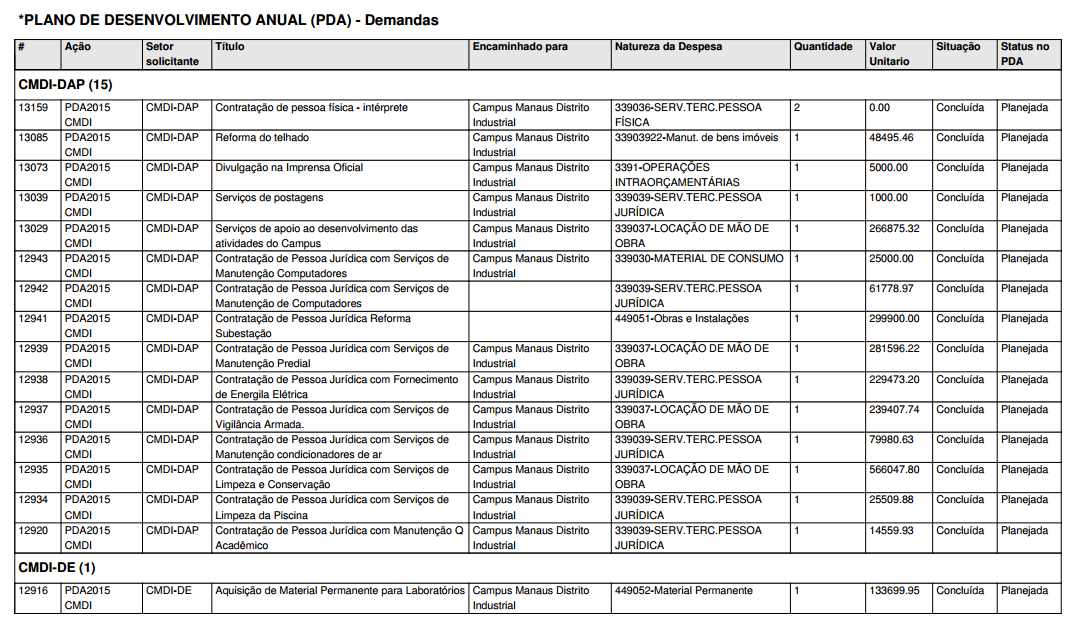 *PLANO DE DESENVOLVIMENTO ANUAL (PDA) - Demandas
# Ação Setor solicitante Título Encaminhado para Natureza da Despesa Quantidade Valor Unitario Situação Status no PDA
CMDI-DAP (15)
13159 PDA2015 CMDI CMDI-DAP Contratação de pessoa física - intérprete Campus Manaus Distrito Industrial 339036-SERV.TERC.PESSOA FÍSICA 2 0.00 Concluída Planejada
13085 PDA2015 CMDI CMDI-DAP Reforma do telhado Campus Manaus Distrito Industrial 33903922-Manut. de bens imóveis 1 48495.46 Concluída Planejada
13073 PDA2015 CMDI CMDI-DAP Divulgação na Imprensa Oficial Campus Manaus Distrito Industrial 3391-OPERAÇÕES INTRAORÇAMENTÁRIAS 1 5000.00 Concluída Planejada
13039 PDA2015 CMDI CMDI-DAP Serviços de postagens Campus Manaus Distrito Industrial 339039-SERV.TERC.PESSOA JURÍDICA 1 1000.00 Concluída Planejada
13029 PDA2015 CMDI CMDI-DAP Serviços de apoio ao desenvolvimento das atividades do Campus Campus Manaus Distrito Industrial 339037-LOCAÇÃO DE MÃO DE OBRA 1 266875.32 Concluída Planejada
12943 PDA2015 CMDI CMDI-DAP Contratação de Pessoa Jurídica com Serviços de Manutenção Computadores Campus Manaus Distrito Industrial 339030-MATERIAL DE CONSUMO 1 25000.00 Concluída Planejada
12942 PDA2015 CMDI CMDI-DAP Contratação de Pessoa Jurídica com Serviços de Manutenção de Computadores 339039-SERV.TERC.PESSOA JURÍDICA 1 61778.97 Concluída Planejada
12941 PDA2015 CMDI CMDI-DAP Contratação de Pessoa Jurídica Reforma Subestação 449051-Obras e Instalações 1 299900.00 Concluída Planejada
12939 PDA2015 CMDI CMDI-DAP Contratação de Pessoa Jurídica com Serviços de Manutenção Predial Campus Manaus Distrito Industrial 339037-LOCAÇÃO DE MÃO DE OBRA 1 281596.22 Concluída Planejada
12938 PDA2015 CMDI CMDI-DAP Contratação de Pessoa Jurídica com Fornecimento de Energila Elétrica Campus Manaus Distrito Industrial 339039-SERV.TERC.PESSOA JURÍDICA 1 229473.20 Concluída Planejada
12937 PDA2015 CMDI CMDI-DAP Contratação de Pessoa Jurídica com Serviços de Vigilância Armada. Campus Manaus Distrito Industrial 339037-LOCAÇÃO DE MÃO DE OBRA 1 239407.74 Concluída Planejada
12936 PDA2015 CMDI CMDI-DAP Contratação de Pessoa Jurídica com Serviços de Manutenção condicionadores de ar Campus Manaus Distrito Industrial 339039-SERV.TERC.PESSOA JURÍDICA 1 79980.63 Concluída Planejada
12935 PDA2015 CMDI CMDI-DAP Contratação de Pessoa Jurídica com Serviços de Limpeza e Conservação Campus Manaus Distrito Industrial 339037-LOCAÇÃO DE MÃO DE OBRA 1 566047.80 Concluída Planejada
12934 PDA2015 CMDI CMDI-DAP Contratação de Pessoa Jurídica com Serviços de Limpeza da Piscina Campus Manaus Distrito Industrial 339039-SERV.TERC.PESSOA JURÍDICA 1 25509.88 Concluída Planejada
12920 PDA2015 CMDI CMDI-DAP Contratação de Pessoa Jurídica com Manutenção Q Acadêmico Campus Manaus Distrito Industrial 339039-SERV.TERC.PESSOA JURÍDICA 1 14559.93 Concluída Planejada
CMDI-DE (1)
12916 PDA2015 CMDI CMDI-DE Aquisição de Material Permanente para Laboratórios Campus Manaus Distrito Industrial 449052-Material Permanente 1 133699.95 Concluída Planejada